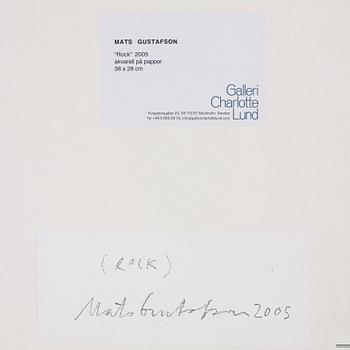 MATS GUSTAFSON
"Rock" 2005
akvarell på papper
38 x 28 cm
Galleri
Charlotte
Lund
(ROCK)
Mats Gustafson 2005